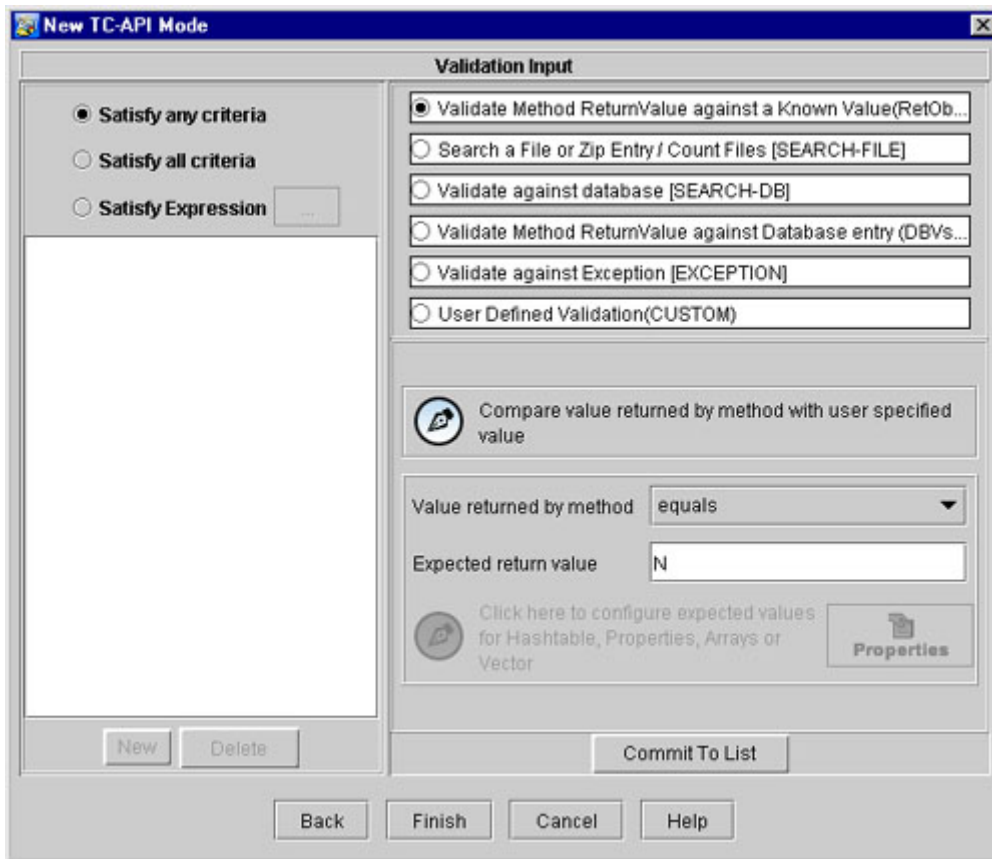 New TC-API Mode
Validation Input
Satisfy any criteria
Satisfy all criteria
Satisfy Expression ...
New Delete
Validate Method ReturnValue against a Known Value(RetOb...
Search a File or Zip Entry / Count Files [SEARCH-FILE]
Validate against database [SEARCH-DB]
Validate Method ReturnValue against Database entry (DBVs...
Validate against Exception [EXCEPTION]
User Defined Validation(CUSTOM)
Compare value returned by method with user specified
value
Value returned by method equals
Expected return value N
Click here to configure expected values
for Hashtable, Properties, Arrays or
Vector
Properties
Commit To List
Back Finish Cancel Help